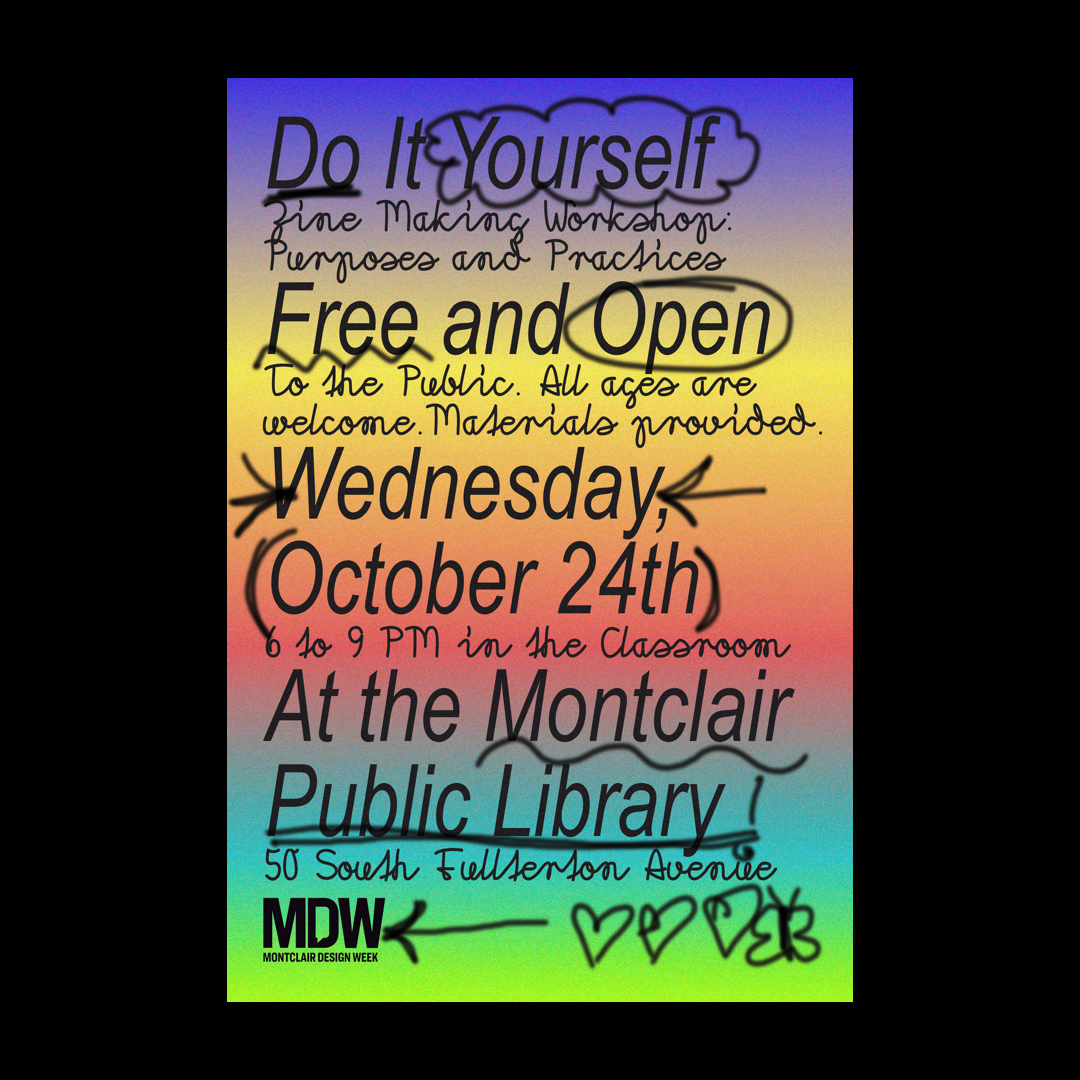 Do It Yourself
Zine Making Workshop:
Purposes and Practices
Free and Open
To the Public. All ages are
welcome. Materials provided.
Wednesday,
October 24th)
6 to 9 PM in the Classroom
At the Montclair
Public Library
50 South Fullterton Avenue
MDW
MONTCLAIR DESIGN WEEK